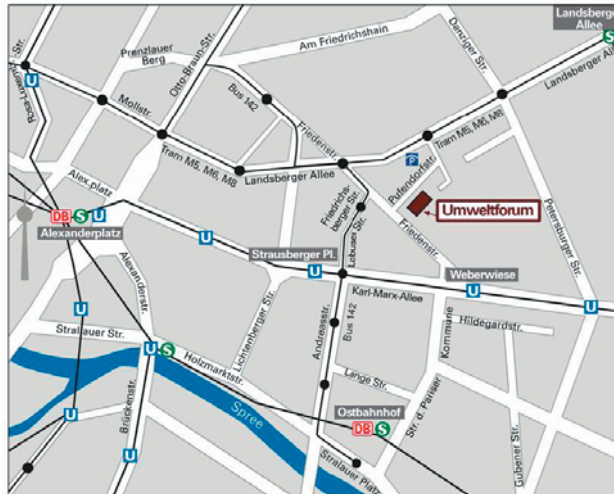 Landsberger
Allee
S
Am Friedrichshain
Danziger Str.
Landsberger Allee
Prenzlauer
Berg
Otto-Braun-Str.
Rosa-Luxemb.-Str.
U
Bus 142
Friedenstr.
Mollstr.
Tram M5, M6, M8
Tram M5, M6, M8
Landsberger Allee
P
Pufendorfstr.
Alex.platz
Friedrichs-
berger Str.
Umweltforum
Petersburger Str.
DB S U
Alexanderplatz
Lebuser Str.
Friedenstr.
U
Strausberger Pl.
U
Weberwiese
U
U
Karl-Marx-Allee
Alexanderstr.
Stralauer Str.
U
Lichtenberger Str.
Andreasstr.
Bus 142
Kommune
Hildegardstr.
U S
Holzmarktstr.
Lange Str.
Str. d. Pariser
Spree
Brückenstr.
U
U
Ostbahnhof
DB S
Gubener Str.
Stralauer Platz